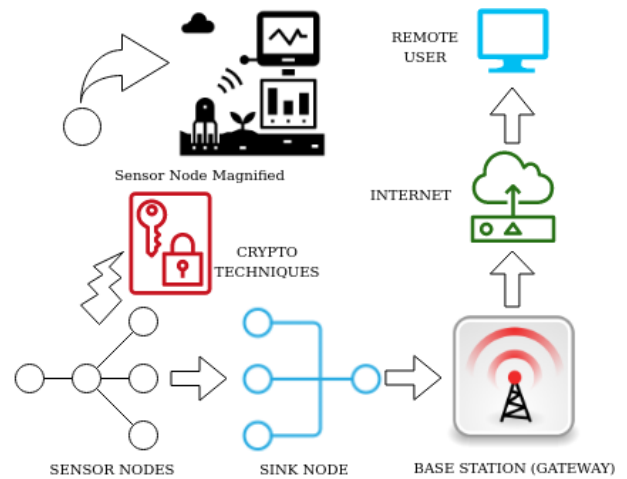 REMOTE
USER
Sensor Node Magnified
INTERNET
CRYPTO
TECHNIQUES
SENSOR NODES
SINK NODE
BASE STATION (GATEWAY)